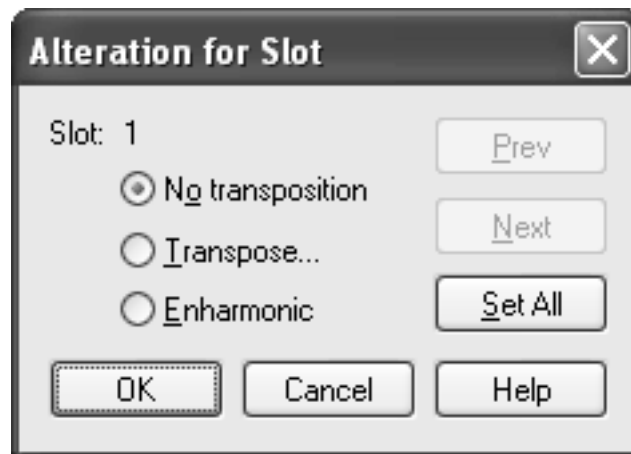 Alteration for Slot
Slot: 1
Prev
No transposition
Next
Transpose...
Set All
Enharmonic
OK Cancel Help